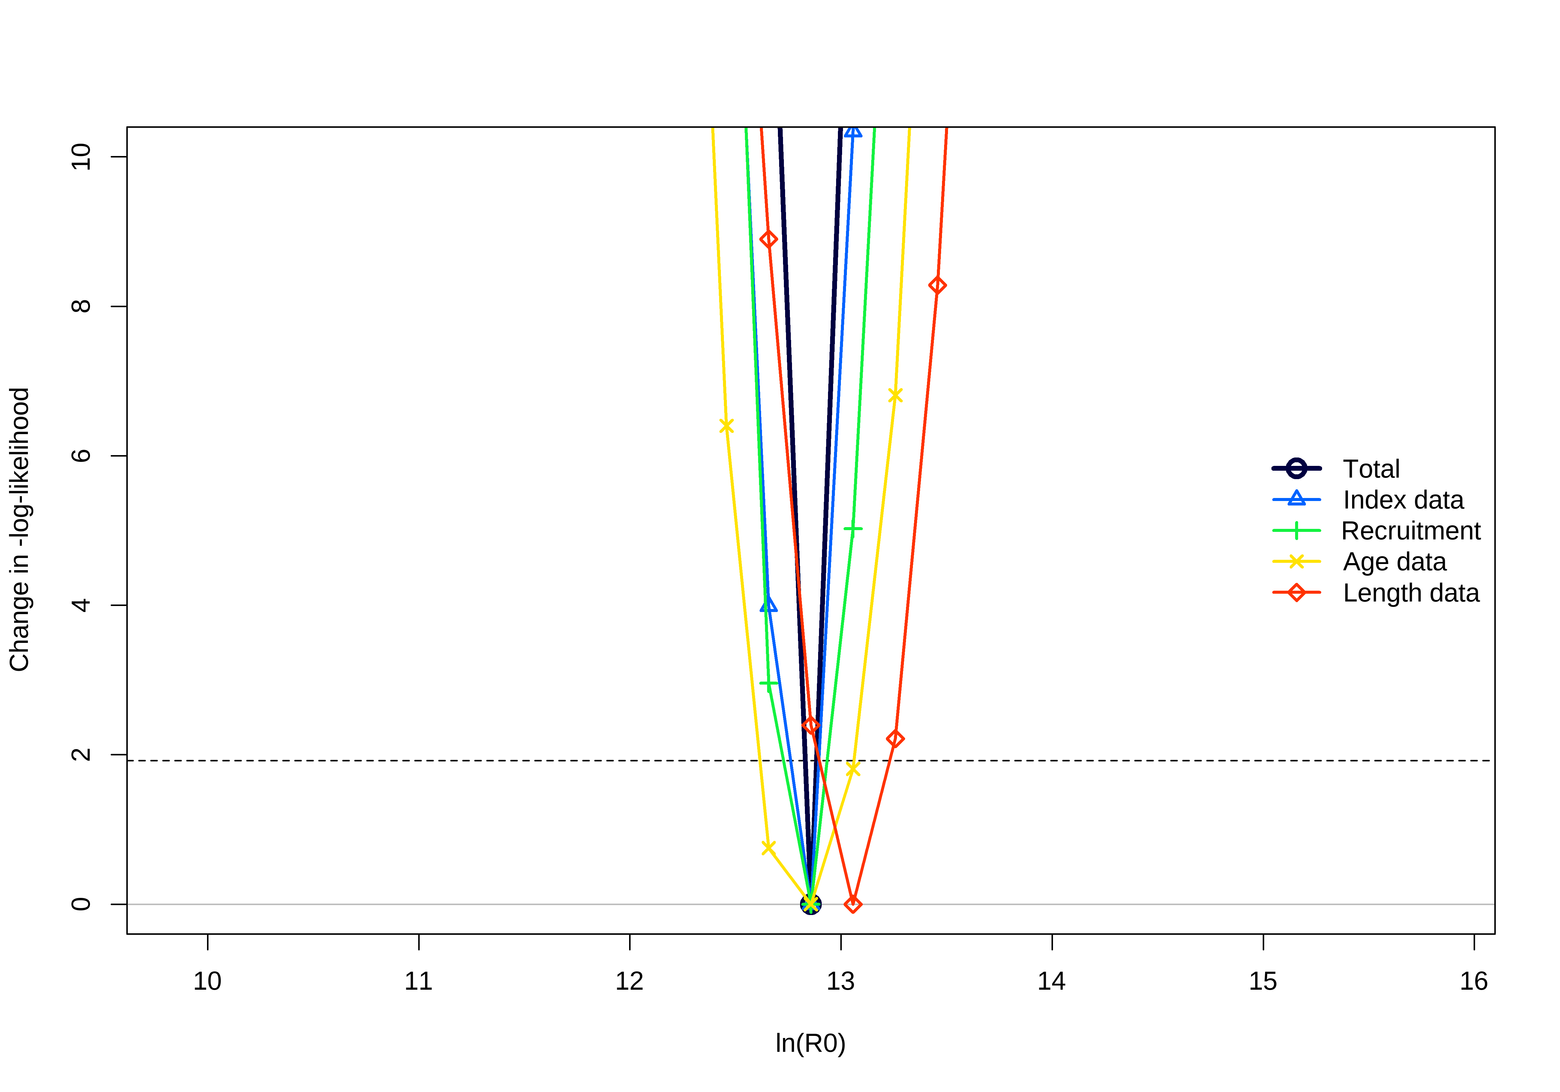 Change in -log-likelihood
10
8
6
4
2
0
Total
Index data
Recruitment
Age data
Length data
10 11 12 13 14 15 16
ln(R0)